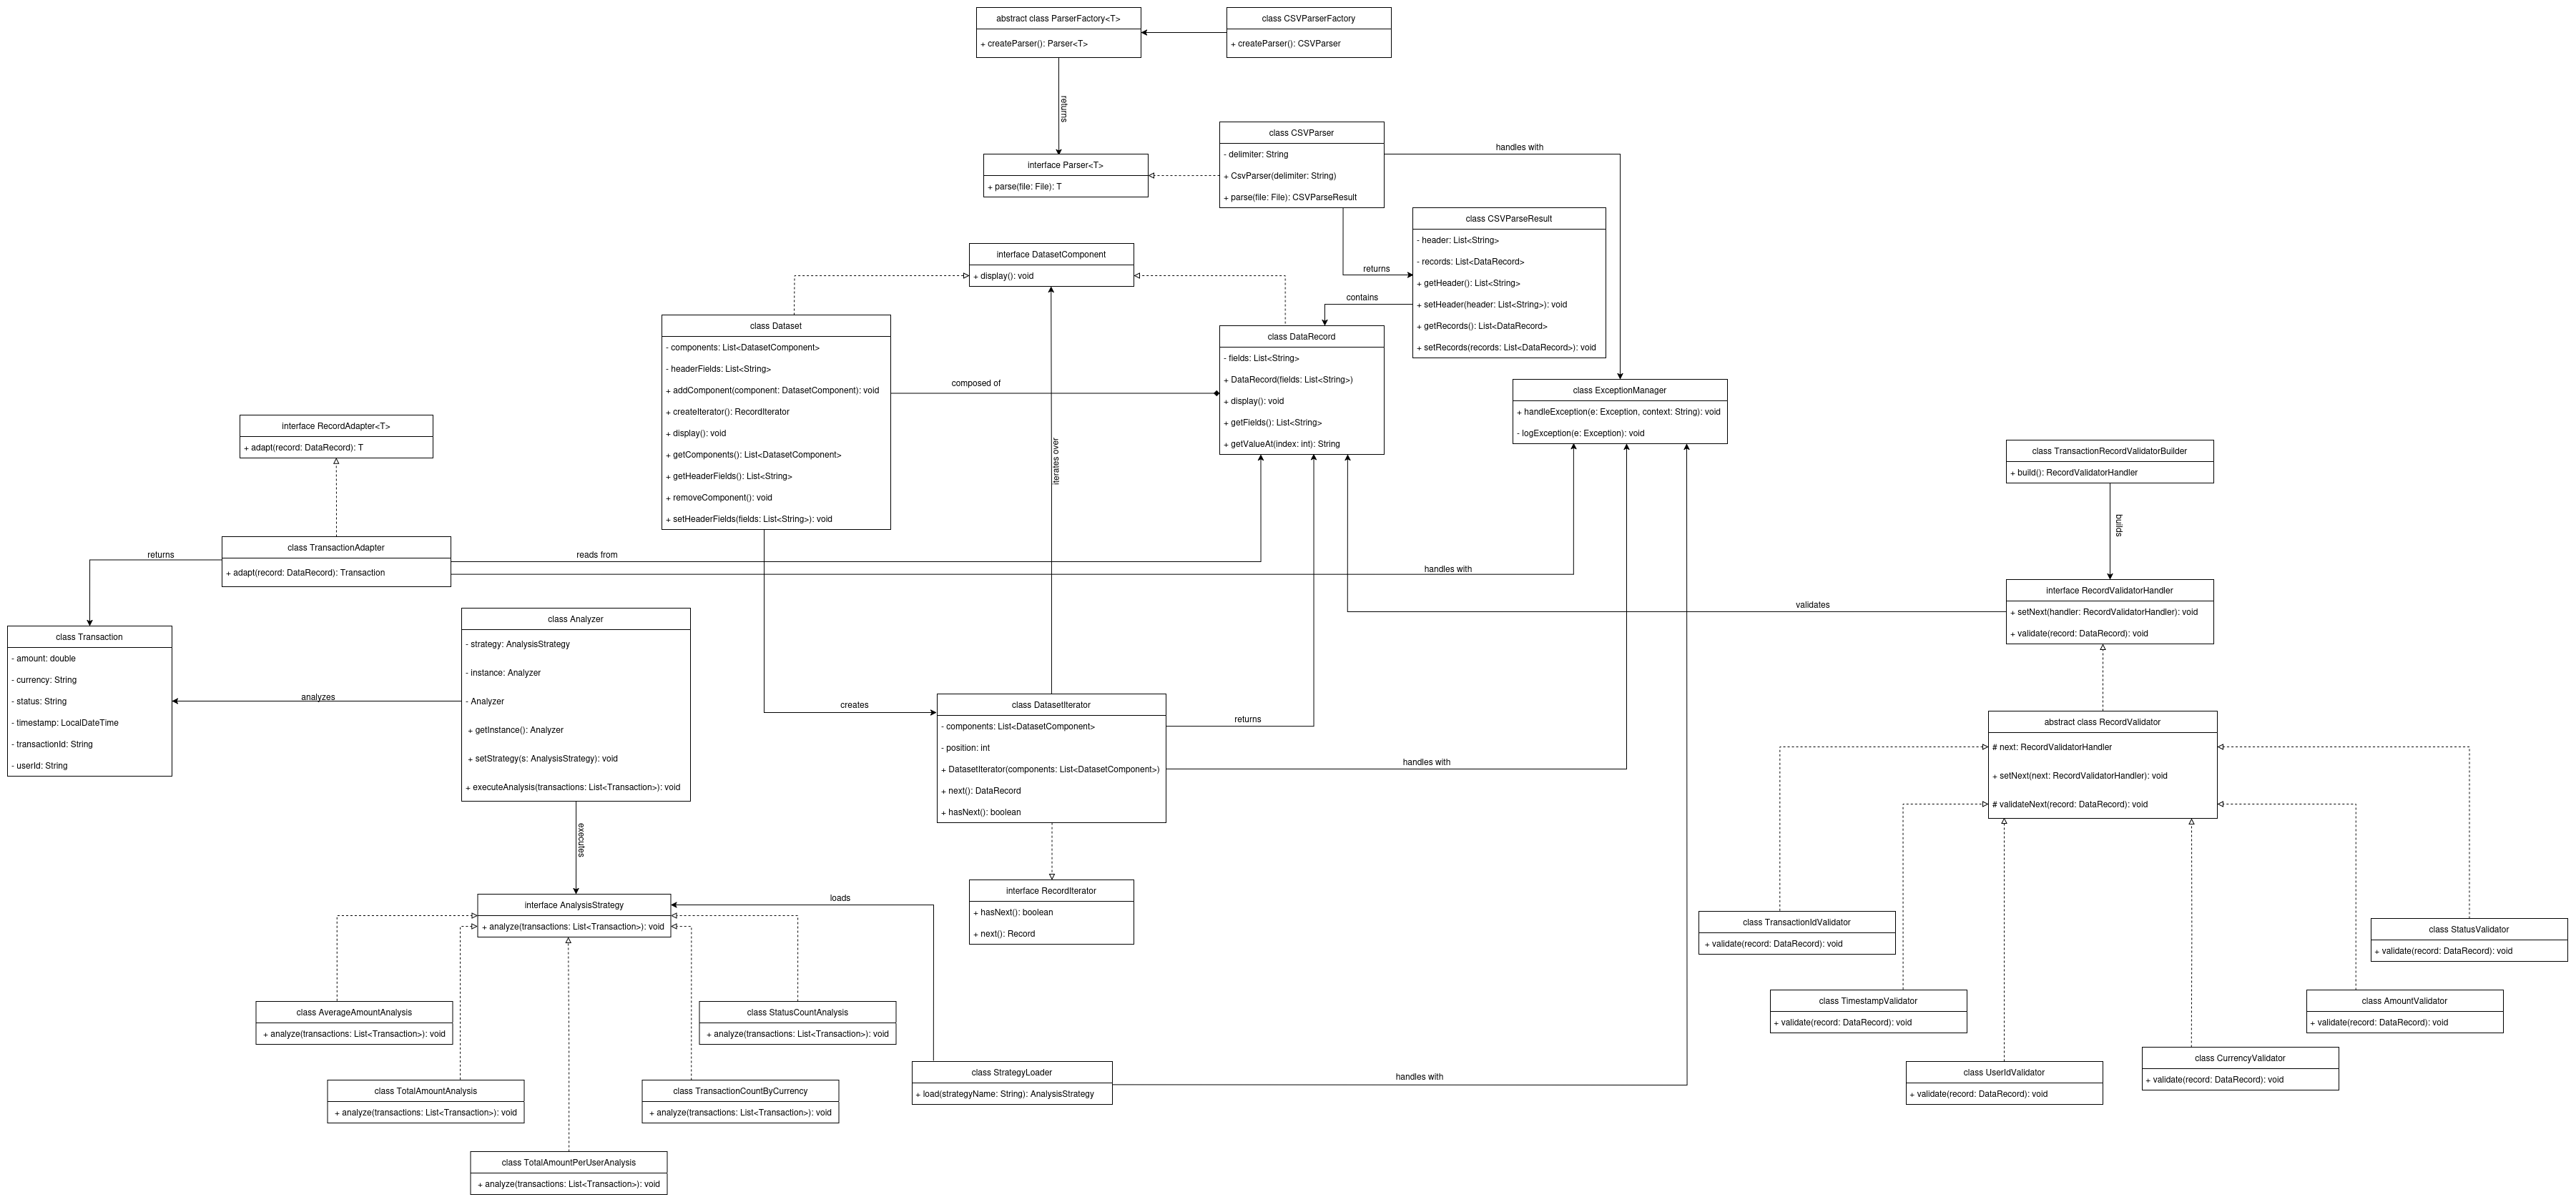 abstract class ParserFactory<T>
+ createParser(): Parser<T>
class CSVParserFactory
+ createParser(): CSVParser
returns
interface Parser<T>
+ parse(file: File): T
class CSVParser
- delimiter: String
+ CsvParser(delimiter: String)
+ parse(file: File): CSVParseResult
handles with
class CSVParseResult
- header: List<String>
- records: List<DataRecord>
+ getHeader(): List<String>
+ setHeader(header: List<String>): void
+ getRecords(): List<DataRecord>
+ setRecords(records: List<DataRecord>): void
returns
contains
interface DatasetComponent
+ display(): void
class Dataset
- components: List<DatasetComponent>
- headerFields: List<String>
+ addComponent(component: DatasetComponent): void
+ createIterator(): RecordIterator
+ display(): void
+ getComponents(): List<DatasetComponent>
+ getHeaderFields(): List<String>
+ removeComponent(): void
+ setHeaderFields(fields: List<String>): void
composed of
iterates over
class DataRecord
- fields: List<String>
+ DataRecord(fields: List<String>)
+ display(): void
+ getFields(): List<String>
+ getValueAt(index: int): String
class ExceptionManager
+ handleException(e: Exception, context: String): void
- logException(e: Exception): void
interface RecordAdapter<T>
+ adapt(record: DataRecord): T
class TransactionAdapter
+ adapt(record: DataRecord): Transaction
returns
reads from
handles with
class TransactionRecordValidatorBuilder
+ build(): RecordValidatorHandler
builds
interface RecordValidatorHandler
+ setNext(handler: RecordValidatorHandler): void
+ validate(record: DataRecord): void
validates
class Transaction
- amount: double
- currency: String
- status: String
- timestamp: LocalDateTime
- transactionId: String
- userId: String
analyzes
class Analyzer
- strategy: AnalysisStrategy
- instance: Analyzer
- Analyzer
+ getInstance(): Analyzer
+ setStrategy(s: AnalysisStrategy): void
+ executeAnalysis(transactions: List<Transaction>): void
executes
creates
class DatasetIterator
- components: List<DatasetComponent>
- position: int
+ DatasetIterator(components: List<DatasetComponent>)
+ next(): DataRecord
+ hasNext(): boolean
returns
handles with
abstract class RecordValidator
# next: RecordValidatorHandler
+ setNext(next: RecordValidatorHandler): void
# validateNext(record: DataRecord): void
interface RecordIterator
+ hasNext(): boolean
+ next(): Record
interface AnalysisStrategy
+ analyze(transactions: List<Transaction>): void
loads
class AverageAmountAnalysis
+ analyze(transactions: List<Transaction>): void
class StatusCountAnalysis
+ analyze(transactions: List<Transaction>): void
class TotalAmountAnalysis
+ analyze(transactions: List<Transaction>): void
class TransactionCountByCurrency
+ analyze(transactions: List<Transaction>): void
class TotalAmountPerUserAnalysis
+ analyze(transactions: List<Transaction>): void
class StrategyLoader
+ load(strategyName: String): AnalysisStrategy
handles with
class TransactionIdValidator
+ validate(record: DataRecord): void
class StatusValidator
+ validate(record: DataRecord): void
class TimestampValidator
+ validate(record: DataRecord): void
class AmountValidator
+ validate(record: DataRecord): void
class UserIdValidator
+ validate(record: DataRecord): void
class CurrencyValidator
+ validate(record: DataRecord): void